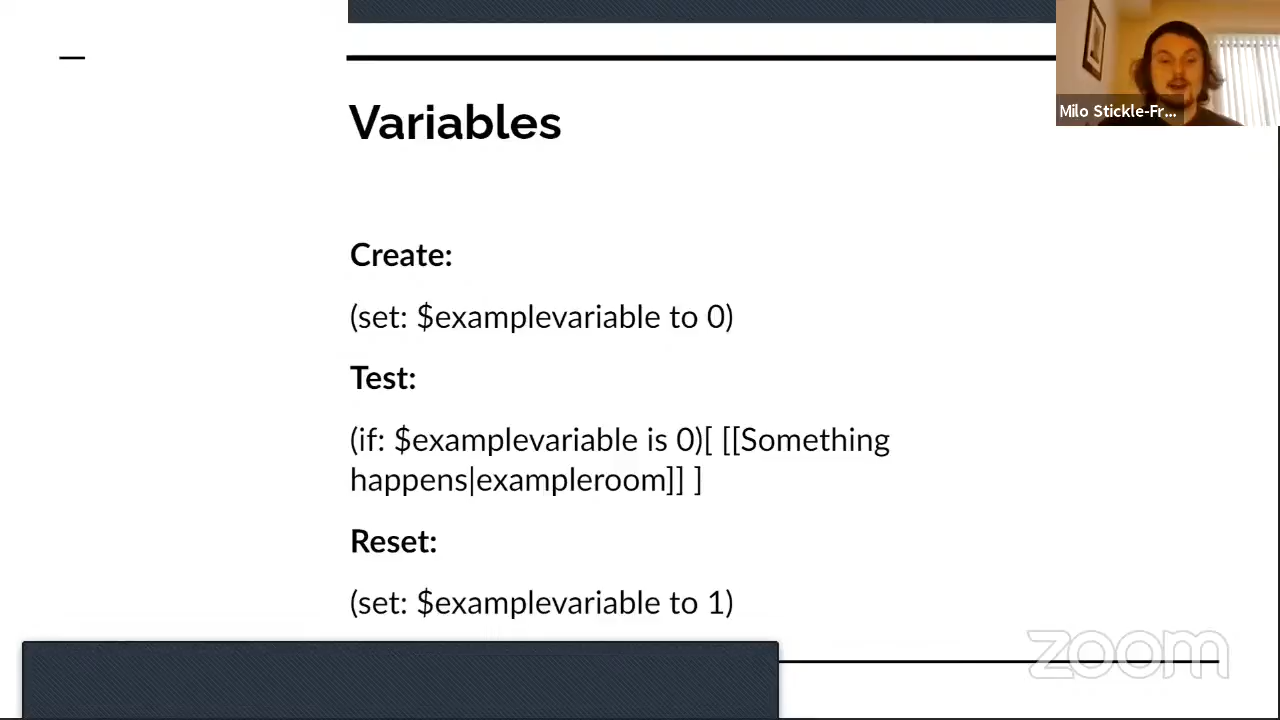 Milo Stickle-Fr...
Variables
Create:
(set: $examplevariable to 0)
Test:
(if: $examplevariable is 0)[ [[Something
happens|exampleroom]] ]
Reset:
(set: $examplevariable to 1)
zoom